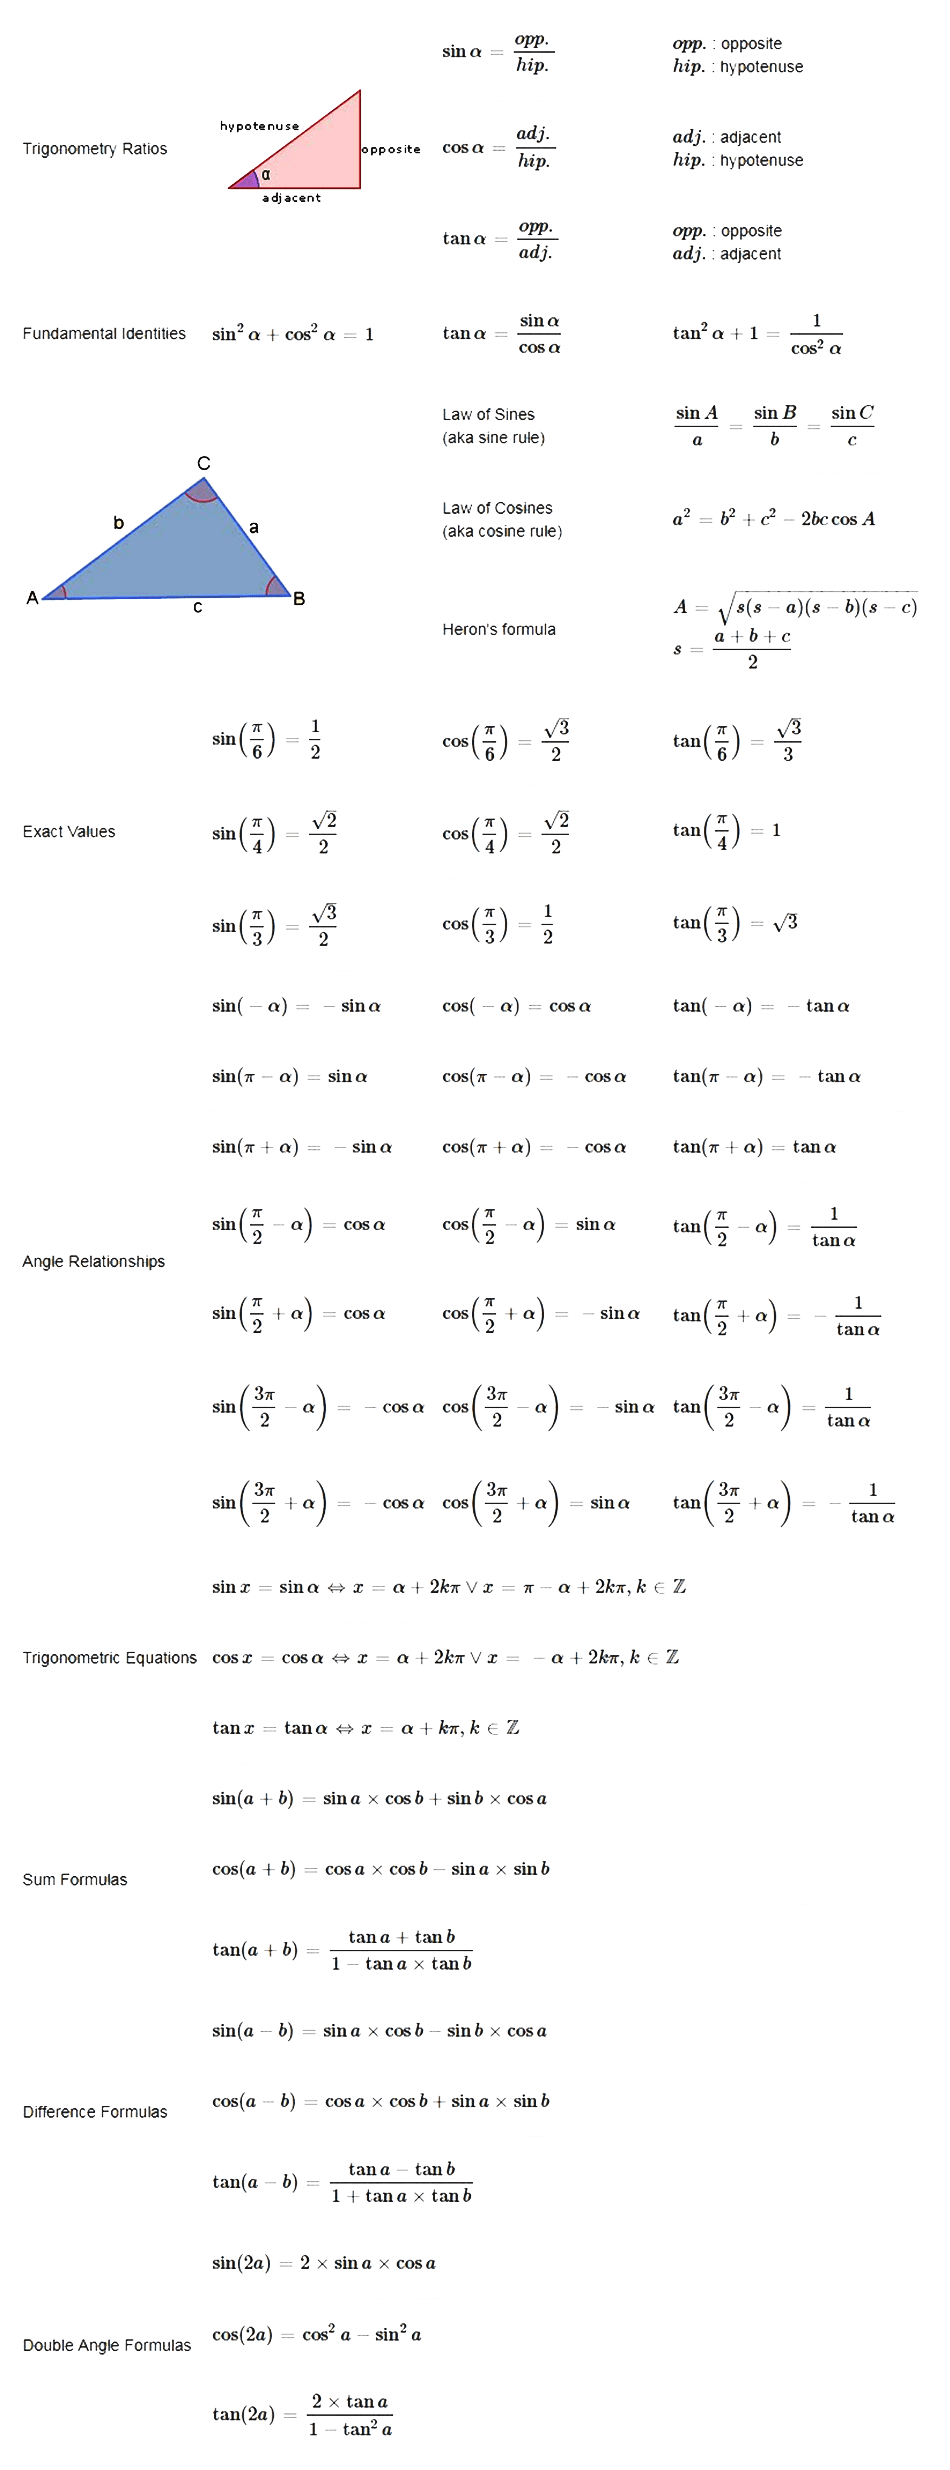 sin α = opp./hip.
opp. : opposite
hip. : hypotenuse
Trigonometry Ratios
hypotenuse
opposite
α
adjacent
cos α = adj./hip.
adj. : adjacent
hip. : hypotenuse
tan α = opp./adj.
opp. : opposite
adj. : adjacent
Fundamental Identities sin² α + cos² α = 1 tan α = sin α/cos α tan² α + 1 = 1/cos² α
Law of Sines
(aka sine rule)
sin A/a = sin B/b = sin C/c
C
b
a
A
B
c
Law of Cosines
(aka cosine rule)
a² = b² + c² − 2bc cos A
Heron's formula
A = √(s(s − a)(s − b)(s − c))
s = (a + b + c)/2
sin(π/6) = 1/2 cos(π/6) = √3/2 tan(π/6) = √3/3
Exact Values sin(π/4) = √2/2 cos(π/4) = √2/2 tan(π/4) = 1
sin(π/3) = √3/2 cos(π/3) = 1/2 tan(π/3) = √3
sin( − α) = − sin α cos( − α) = cos α tan( − α) = − tan α
sin(π − α) = sin α cos(π − α) = − cos α tan(π − α) = − tan α
sin(π + α) = − sin α cos(π + α) = − cos α tan(π + α) = tan α
sin(π/2 − α) = cos α cos(π/2 − α) = sin α tan(π/2 − α) = 1/tan α
Angle Relationships
sin(π/2 + α) = cos α cos(π/2 + α) = − sin α tan(π/2 + α) = − 1/tan α
sin(3π/2 − α) = − cos α cos(3π/2 − α) = − sin α tan(3π/2 − α) = 1/tan α
sin(3π/2 + α) = − cos α cos(3π/2 + α) = sin α tan(3π/2 + α) = − 1/tan α
sin x = sin α ⇔ x = α + 2kπ ∨ x = π − α + 2kπ, k ∈ ℤ
Trigonometric Equations cos x = cos α ⇔ x = α + 2kπ ∨ x = − α + 2kπ, k ∈ ℤ
tan x = tan α ⇔ x = α + kπ, k ∈ ℤ
sin(a + b) = sin a × cos b + sin b × cos a
Sum Formulas cos(a + b) = cos a × cos b − sin a × sin b
tan(a + b) = (tan a + tan b)/(1 − tan a × tan b)
sin(a − b) = sin a × cos b − sin b × cos a
Difference Formulas cos(a − b) = cos a × cos b + sin a × sin b
tan(a − b) = (tan a − tan b)/(1 + tan a × tan b)
sin(2a) = 2 × sin a × cos a
Double Angle Formulas cos(2a) = cos² a − sin² a
tan(2a) = (2 × tan a)/(1 − tan² a)